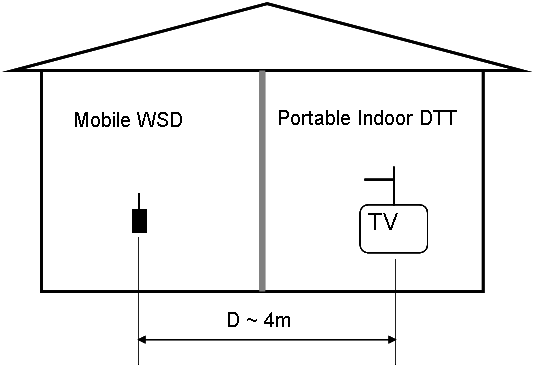 Mobile WSD
Portable Indoor DTT
TV
D ~ 4m